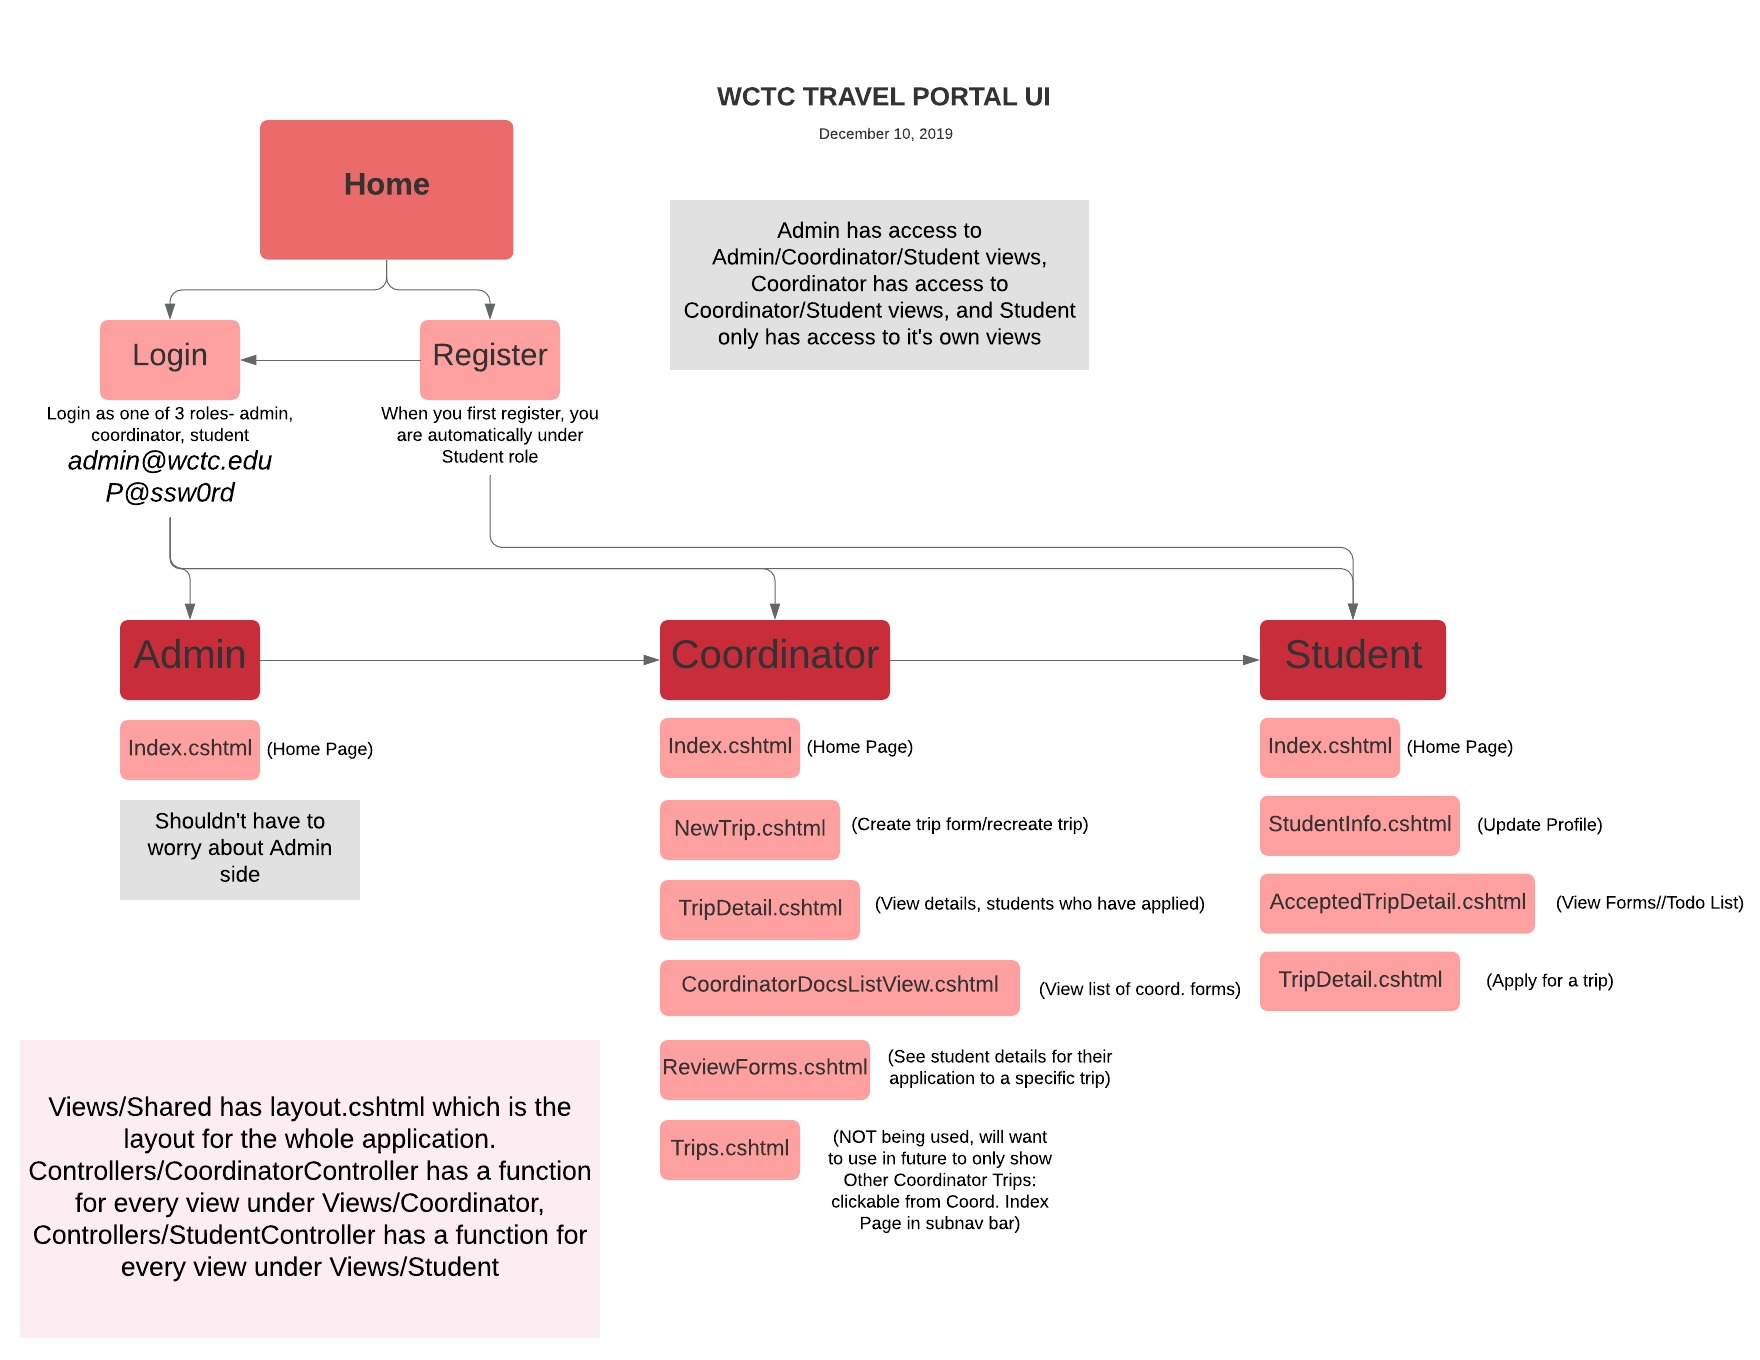 WCTC TRAVEL PORTAL UI
December 10, 2019
Home
Admin has access to
Admin/Coordinator/Student views,
Coordinator has access to
Coordinator/Student views, and Student
only has access to it's own views
Login
Register
Login as one of 3 roles- admin,
coordinator, student
admin@wctc.edu
P@ssw0rd
When you first register, you
are automatically under
Student role
Admin
Coordinator
Student
Index.cshtml
(Home Page)
Shouldn't have to
worry about Admin
side
Index.cshtml
(Home Page)
NewTrip.cshtml
(Create trip form/recreate trip)
TripDetail.cshtml
(View details, students who have applied)
CoordinatorDocsListView.cshtml
(View list of coord. forms)
ReviewForms.cshtml
(See student details for their
application to a specific trip)
Trips.cshtml
(NOT being used, will want
to use in future to only show
Other Coordinator Trips:
clickable from Coord. Index
Page in subnav bar)
Index.cshtml
(Home Page)
StudentInfo.cshtml
(Update Profile)
AcceptedTripDetail.cshtml
(View Forms//Todo List)
TripDetail.cshtml
(Apply for a trip)
Views/Shared has layout.cshtml which is the
layout for the whole application.
Controllers/CoordinatorController has a function
for every view under Views/Coordinator,
Controllers/StudentController has a function for
every view under Views/Student